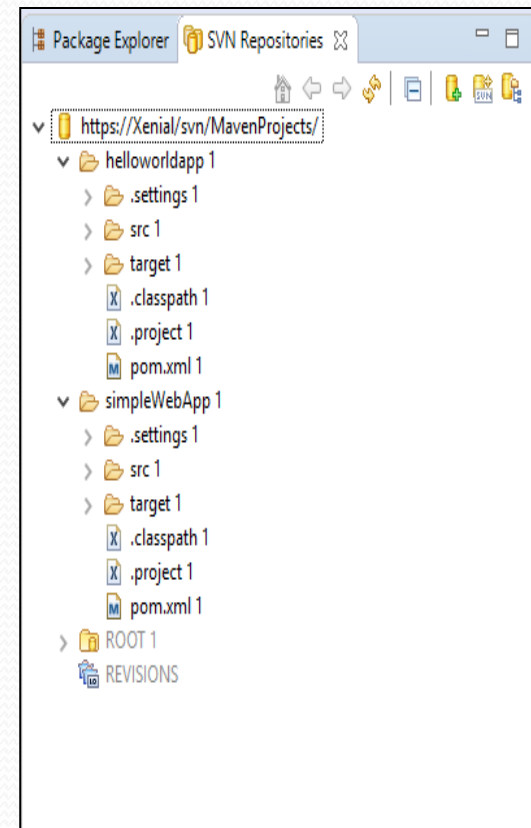 Package Explorer SVN Repositories
SVN
https://Xenial/svn/MavenProjects/
helloworldapp 1
.settings 1
src 1
target 1
X .classpath 1
X .project 1
M pom.xml 1
simpleWebApp 1
.settings 1
src 1
target 1
X .classpath 1
X .project 1
M pom.xml 1
ROOT 1
REVISIONS